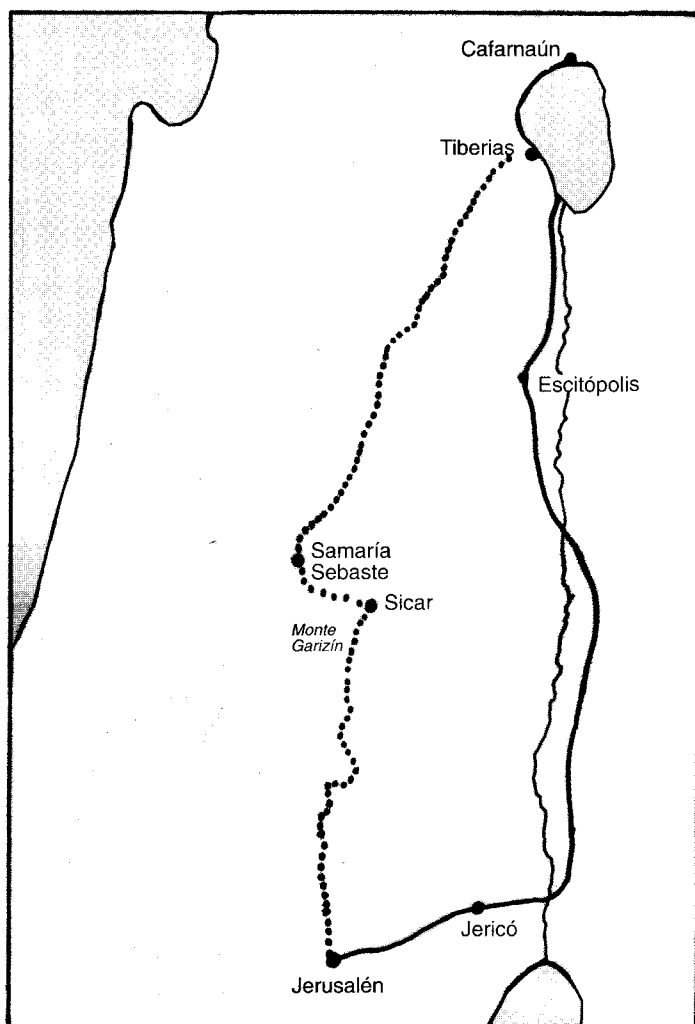 Cafarnaún
Tiberias
Escitópolis
Samaría
Sebaste
Sicar
Monte
Garizín
Jericó
Jerusalén